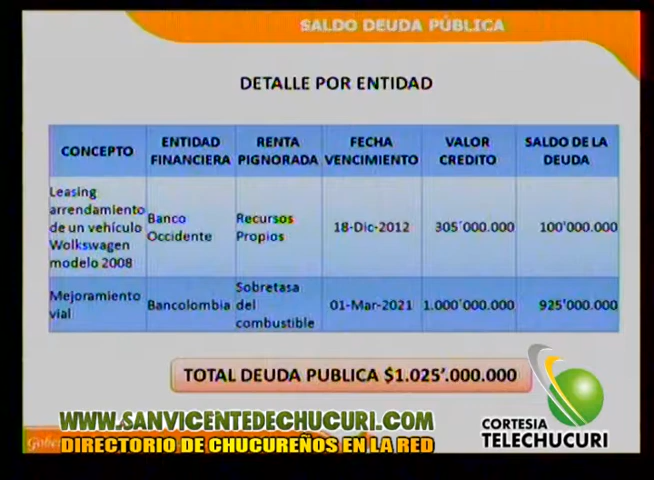 SALDO DEUDA PÚBLICA
DETALLE POR ENTIDAD
CONCEPTO
ENTIDAD
FINANCIERA
RENTA
PIGNORADA
FECHA
VENCIMIENTO
VALOR
CREDITO
SALDO DE LA
DEUDA
Leasing
arrendamiento
de un vehículo
Wolkswagen
modelo 2008
Banco
Occidente
Recursos
Propios
18-Dic-2012
305´000.000
100'000.000
Mejoramiento
vial
Bancolombia
Sobretasa
del
combustible
01-Mar-2021
1.000´000.000
925'000.000
TOTAL DEUDA PUBLICA $1.025’.000.000
WWW.SANVICENTEDECHUCURI.COM
DIRECTORIO DE CHUCUREÑOS EN LA RED
CORTESIA
TELECHUCURI